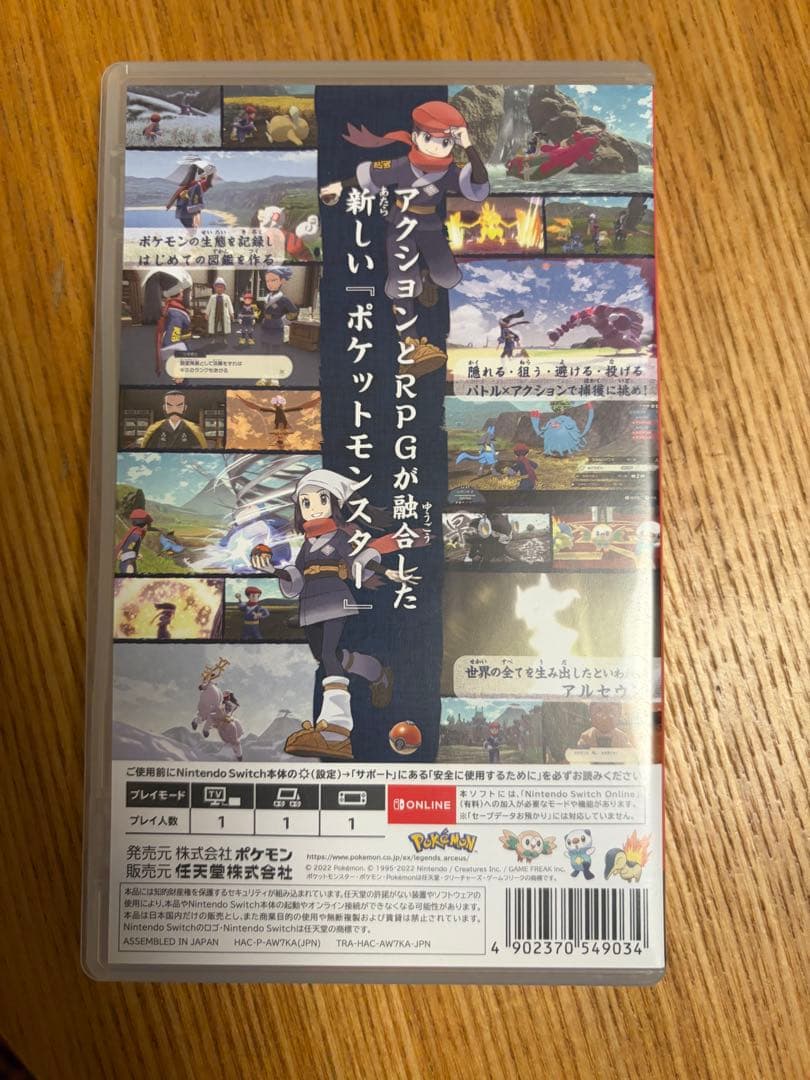 アクションとRPGが融合した
新しい『ポケットモンスター』
ポケモンの生態を記録し
はじめての図鑑を作る
隠れる・狙う・避ける・投げる
バトル×アクションで捕獲に挑め!
世界の全てを生み出したといわ
アルセウ
ご使用前にNintendo Switch本体の(設定)→「サポート」にある「安全に使用するために」を必ずお読みください
プレイモード TV
プレイ人数 1 1 1
ONLINE
本ソフトには、「Nintendo Switch Online」
(有料)への加入が必要なモードや機能があります。
※「セーブデータお預かり」には対応していません。
発売元 株式会社ポケモン
販売元 任天堂株式会社
POKéMON
https://www.pokemon.co.jp/ex/legends_arceus/
© 2022 Pokémon. © 1995-2022 Nintendo / Creatures Inc. / GAME FREAK inc.
ポケットモンスター・ポケモン・Pokémonは任天堂・クリーチャーズ・ゲームフリークの商標です。
本品には知的財産権を保護するセキュリティが組み込まれています。任天堂の許諾がない装置やソフトウェアの
使用により、本品やNintendo Switch本体の起動やオンライン接続ができなくなる可能性があります。
本品は日本国内だけの販売とし、また商業目的の使用や無断複製および賃貸は禁止されています。
Nintendo Switchのロゴ・Nintendo Switchは任天堂の商標です。
ASSEMBLED IN JAPAN HAC-P-AW7KA(JPN) TRA-HAC-AW7KA-JPN
4 902370 549034